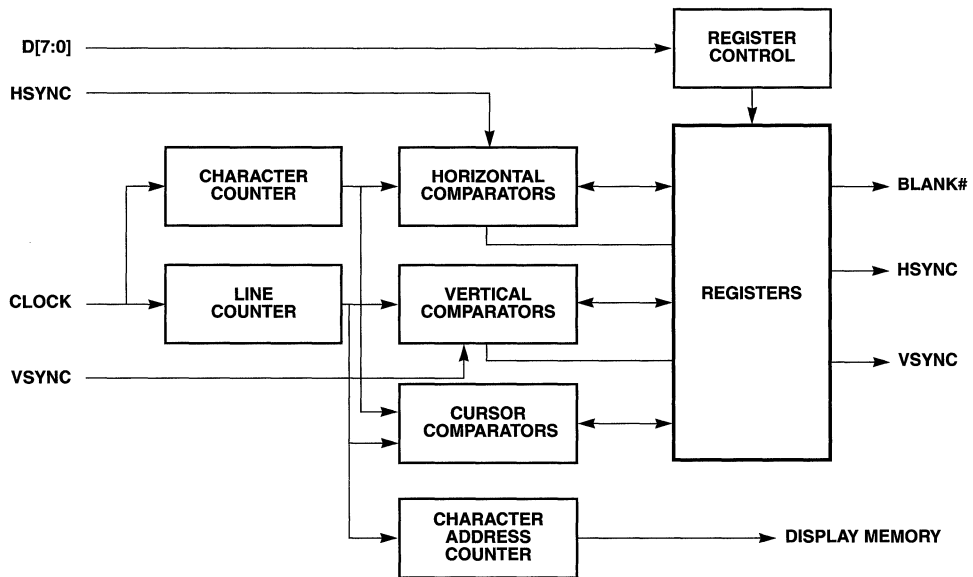 D[7:0]
REGISTER
CONTROL
HSYNC
CHARACTER
COUNTER
HORIZONTAL
COMPARATORS
BLANK#
CLOCK
LINE
COUNTER
VERTICAL
COMPARATORS
REGISTERS
HSYNC
VSYNC
VSYNC
CURSOR
COMPARATORS
CHARACTER
ADDRESS
COUNTER
DISPLAY MEMORY